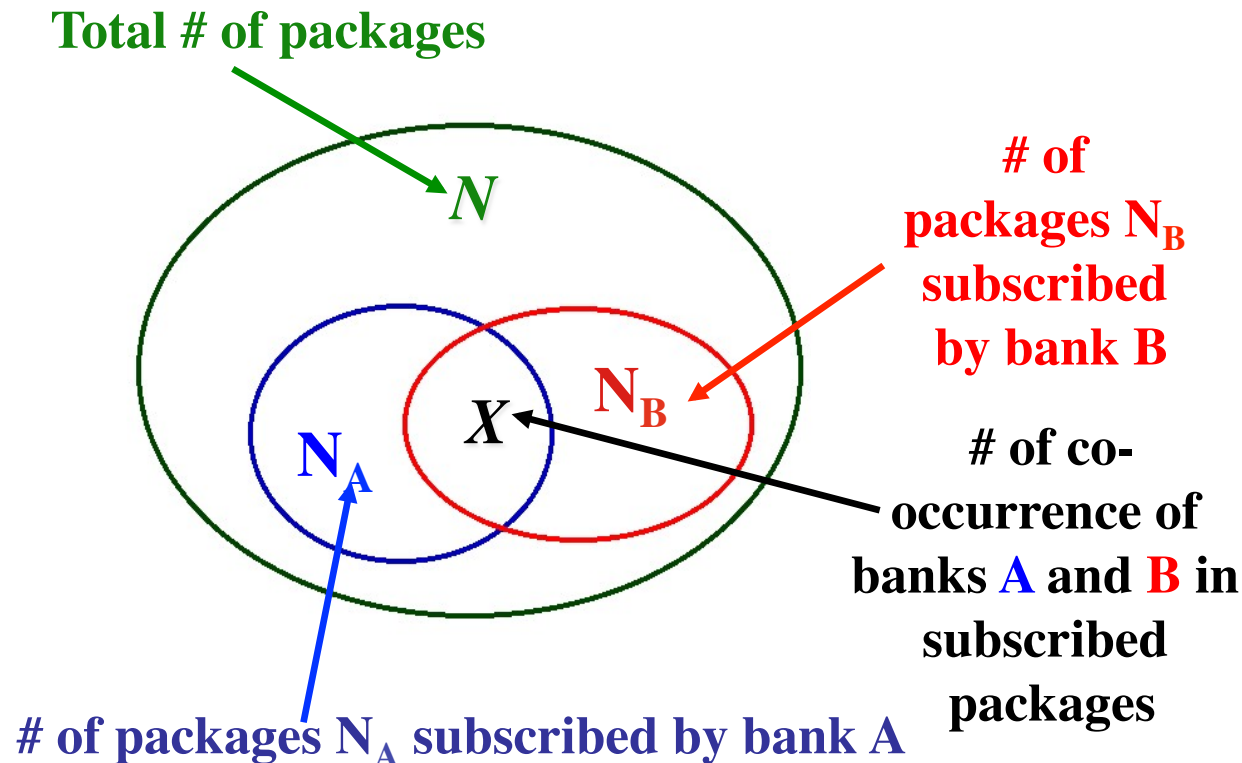 Total # of packages
N
# of
packages N_B
subscribed
by bank B
N_B
X
N_A
# of co-
occurrence of
banks A and B in
subscribed
packages
# of packages N_A subscribed by bank A